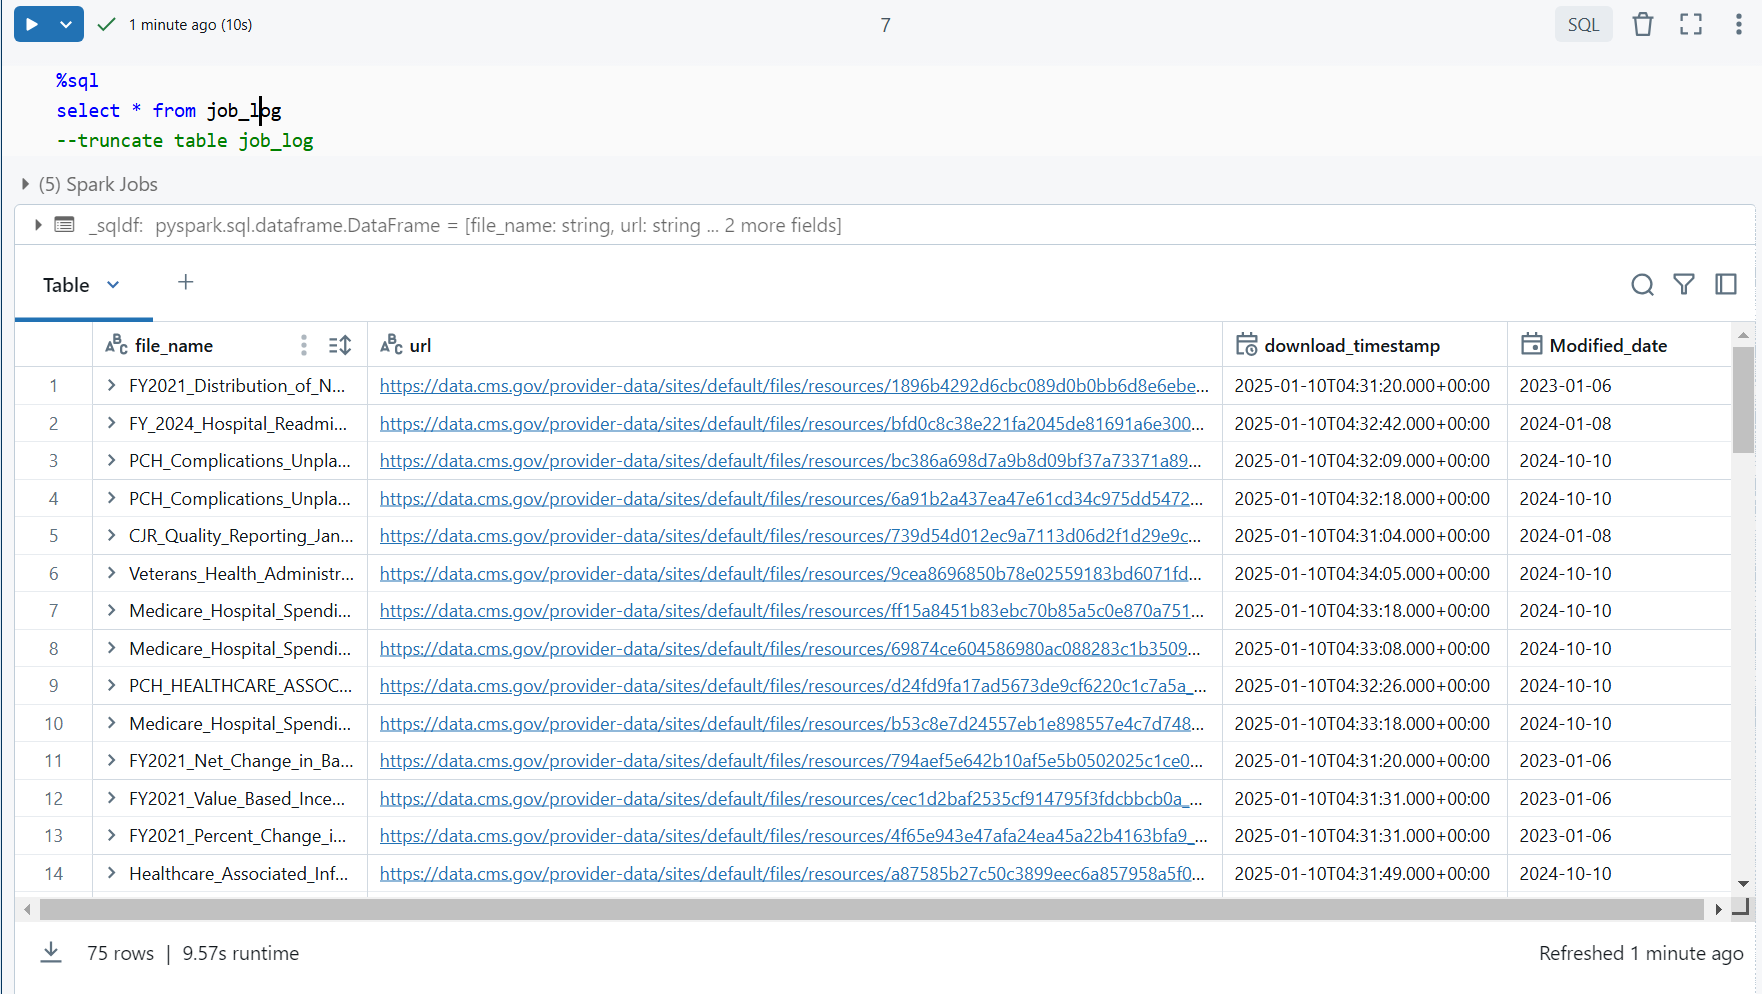 1 minute ago (10s)
7
SQL
%sql
select * from job_log
--truncate table job_log
(5) Spark Jobs
_sqldf: pyspark.sql.dataframe.DataFrame = [file_name: string, url: string ... 2 more fields]
Table
file_name url download_timestamp Modified_date
1 FY2021_Distribution_of_N... https://data.cms.gov/provider-data/sites/default/files/resources/1896b4292d6cbc089d0b0bb6d8e6ebe... 2025-01-10T04:31:20.000+00:00 2023-01-06
2 FY_2024_Hospital_Readmi... https://data.cms.gov/provider-data/sites/default/files/resources/bfd0c8c38e221fa2045de81691a6e300... 2025-01-10T04:32:42.000+00:00 2024-01-08
3 PCH_Complications_Unpla... https://data.cms.gov/provider-data/sites/default/files/resources/bc386a698d7a9b8d09bf37a73371a89... 2025-01-10T04:32:09.000+00:00 2024-10-10
4 PCH_Complications_Unpla... https://data.cms.gov/provider-data/sites/default/files/resources/6a91b2a437ea47e61cd34c975dd5472... 2025-01-10T04:32:18.000+00:00 2024-10-10
5 CJR_Quality_Reporting_Jan... https://data.cms.gov/provider-data/sites/default/files/resources/739d54d012ec9a7113d06d2f1d29e9c... 2025-01-10T04:31:04.000+00:00 2024-01-08
6 Veterans_Health_Administr... https://data.cms.gov/provider-data/sites/default/files/resources/9cea8696850b78e02559183bd6071fd... 2025-01-10T04:34:05.000+00:00 2024-10-10
7 Medicare_Hospital_Spendi... https://data.cms.gov/provider-data/sites/default/files/resources/ff15a8451b83ebc70b85a5c0e870a751... 2025-01-10T04:33:18.000+00:00 2024-10-10
8 Medicare_Hospital_Spendi... https://data.cms.gov/provider-data/sites/default/files/resources/69874ce604586980ac088283c1b3509... 2025-01-10T04:33:08.000+00:00 2024-10-10
9 PCH_HEALTHCARE_ASSOC... https://data.cms.gov/provider-data/sites/default/files/resources/d24fd9fa17ad5673de9cf6220c1c7a5a_... 2025-01-10T04:32:26.000+00:00 2024-10-10
10 Medicare_Hospital_Spendi... https://data.cms.gov/provider-data/sites/default/files/resources/b53c8e7d24557eb1e898557e4c7d748... 2025-01-10T04:33:18.000+00:00 2024-10-10
11 FY2021_Net_Change_in_Ba... https://data.cms.gov/provider-data/sites/default/files/resources/794aef5e642b10af5e5b0502025c1ce0... 2025-01-10T04:31:20.000+00:00 2023-01-06
12 FY2021_Value_Based_Ince... https://data.cms.gov/provider-data/sites/default/files/resources/cec1d2baf2535cf914795f3fdcbbcb0a_... 2025-01-10T04:31:31.000+00:00 2023-01-06
13 FY2021_Percent_Change_i... https://data.cms.gov/provider-data/sites/default/files/resources/4f65e943e47afa24ea45a22b4163bfa9_... 2025-01-10T04:31:31.000+00:00 2023-01-06
14 Healthcare_Associated_Inf... https://data.cms.gov/provider-data/sites/default/files/resources/a87585b27c50c3899eec6a857958a5f0... 2025-01-10T04:31:49.000+00:00 2024-10-10
75 rows | 9.57s runtime
Refreshed 1 minute ago